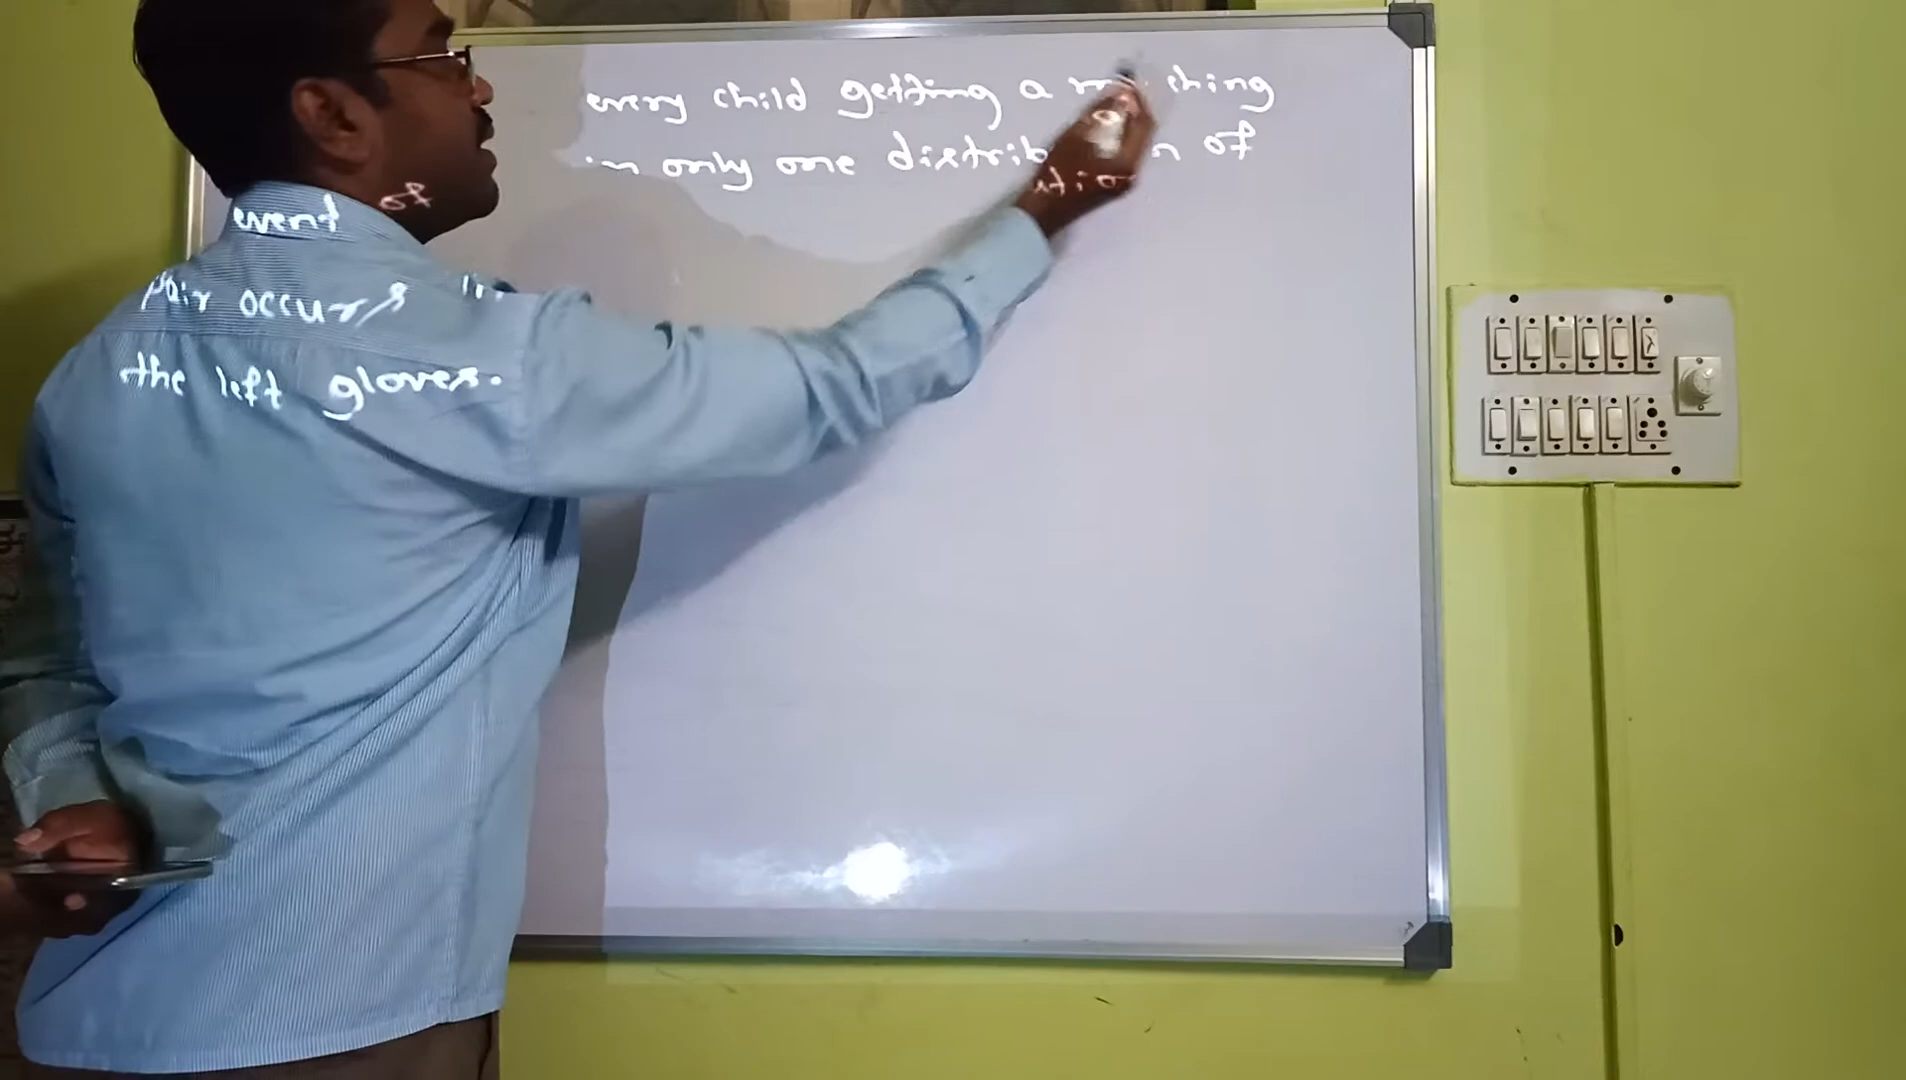 event of every child getting a matching
pair occurs in only one distribution of
the left gloves.